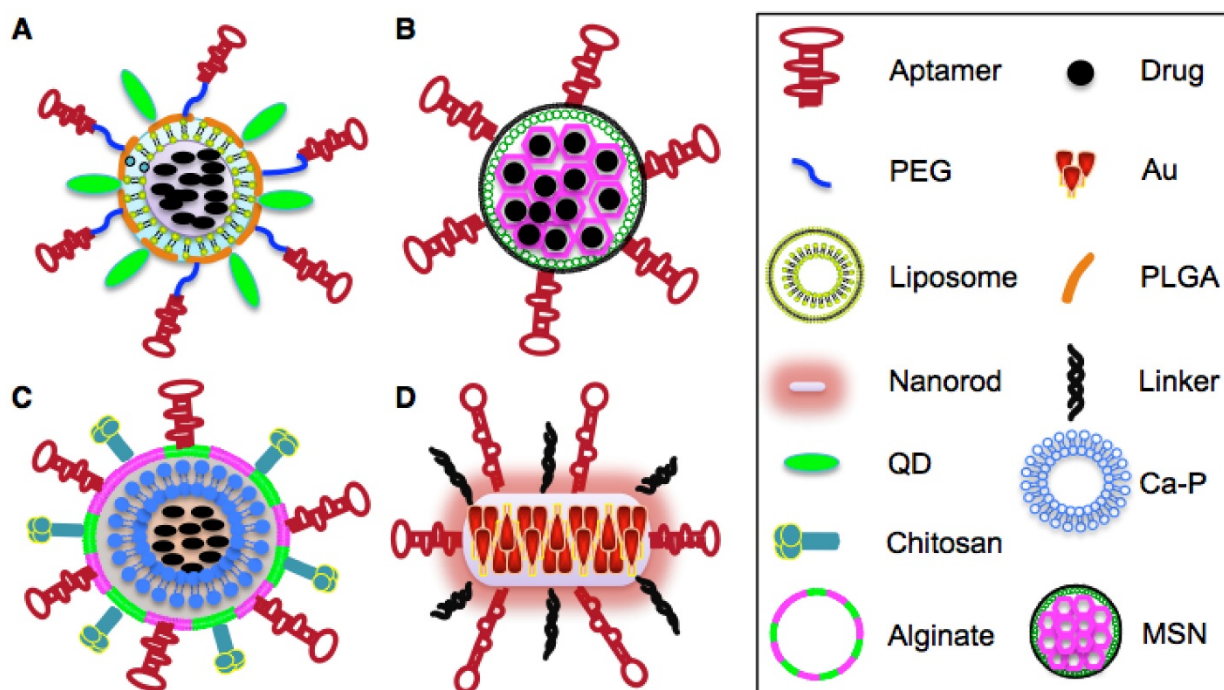 A
B
C
D
Aptamer
Drug
PEG
Au
Liposome
PLGA
Nanorod
Linker
QD
Ca-P
Chitosan
Alginate
MSN